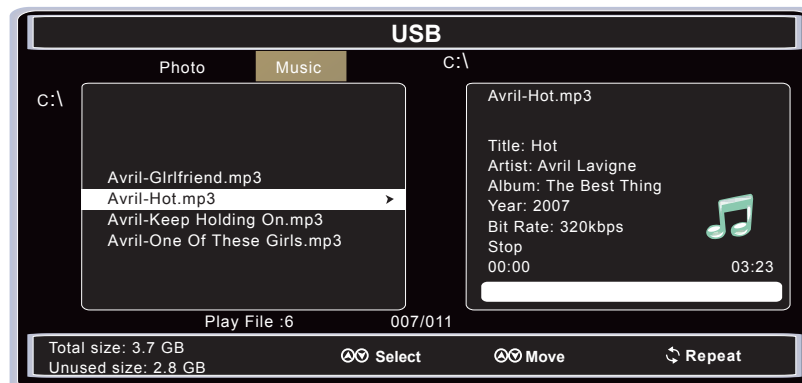 USB
Photo Music C:\
C:\
Avril-GIrlfriend.mp3
Avril-Hot.mp3
Avril-Keep Holding On.mp3
Avril-One Of These Girls.mp3
Avril-Hot.mp3
Title: Hot
Artist: Avril Lavigne
Album: The Best Thing
Year: 2007
Bit Rate: 320kbps
Stop
00:00 03:23
Play File :6 007/011
Total size: 3.7 GB
Unused size: 2.8 GB
Select Move Repeat